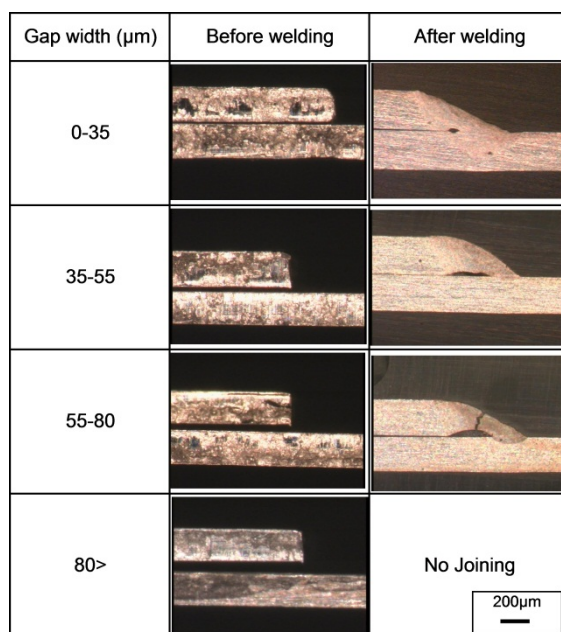 Gap width (μm) Before welding After welding
0-35
35-55
55-80
80> No Joining
200μm